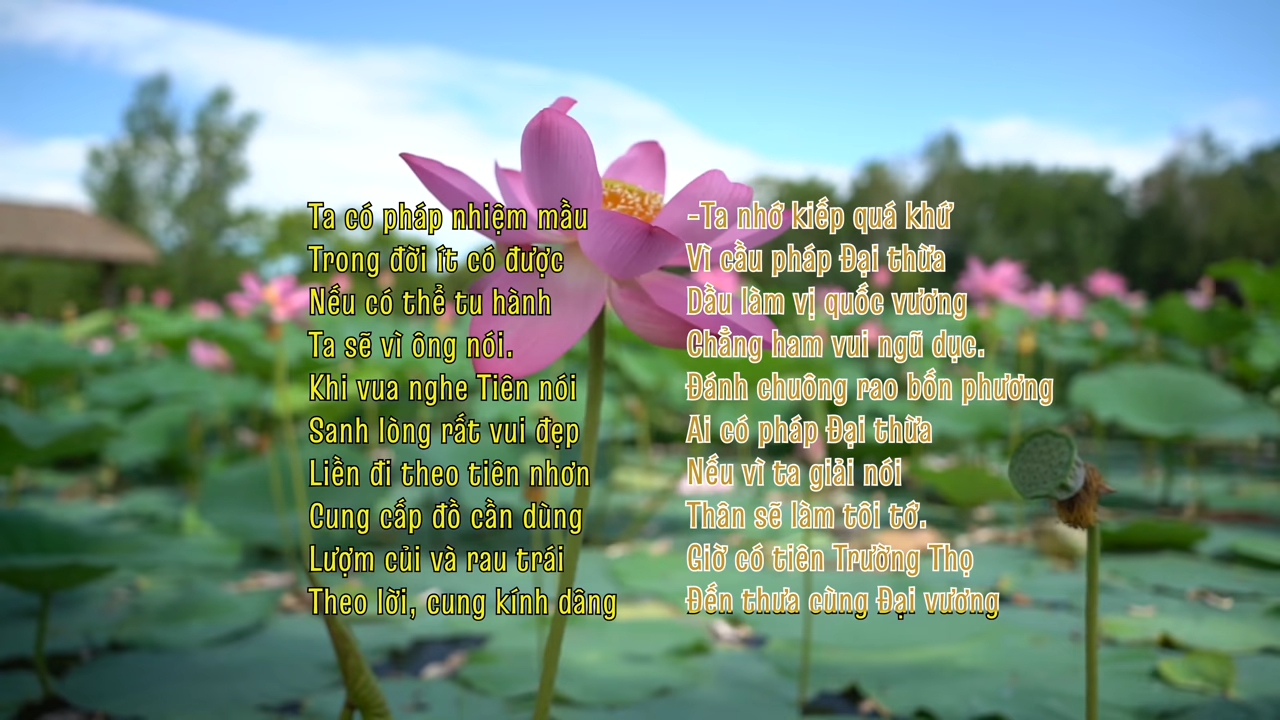 Ta có pháp nhiệm mầu
Trong đời ít có được
Nếu có thể tu hành
Ta sẽ vì ông nói.
Khi vua nghe Tiên nói
Sanh lòng rất vui đẹp
Liền đi theo tiên nhơn
Cung cấp đồ cần dùng
Lượm củi và rau trái
Theo lời, cung kính dâng
-Ta nhớ kiếp quá khứ
Vì cầu pháp Đại thừa
Dầu làm vị quốc vương
Chẳng ham vui ngũ dục.
Đánh chuông rao bốn phương
Ai có pháp Đại thừa
Nếu vì ta giải nói
Thân sẽ làm tôi tớ.
Giờ có tiên Trường Thọ
Đến thưa cùng Đại vương